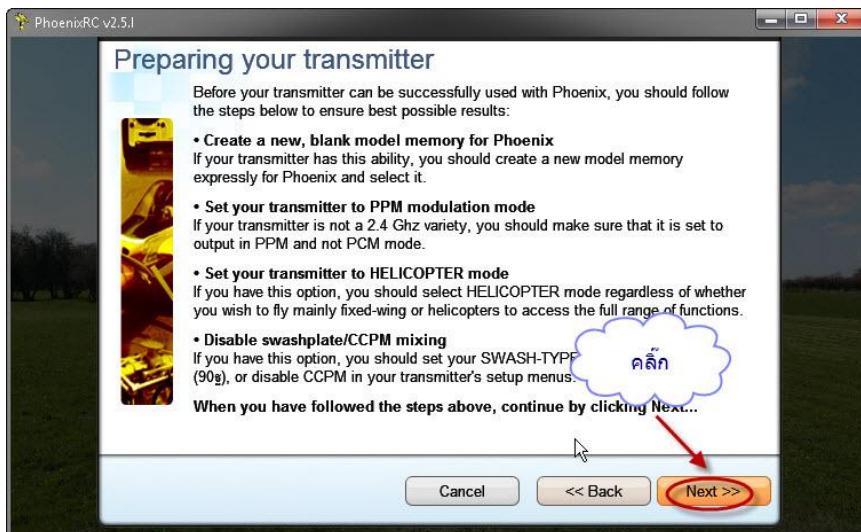 PhoenixRC v2.5.l
Preparing your transmitter
Before your transmitter can be successfully used with Phoenix, you should follow
the steps below to ensure best possible results:
• Create a new, blank model memory for Phoenix
If your transmitter has this ability, you should create a new model memory
expressly for Phoenix and select it.
• Set your transmitter to PPM modulation mode
If your transmitter is not a 2.4 Ghz variety, you should make sure that it is set to
output in PPM and not PCM mode.
• Set your transmitter to HELICOPTER mode
If you have this option, you should select HELICOPTER mode regardless of whether
you wish to fly mainly fixed-wing or helicopters to access the full range of functions.
• Disable swashplate/CCPM mixing
If you have this option, you should set your SWASH-TYPE
(90ฐ), or disable CCPM in your transmitter's setup menus.
คลิ๊ก
When you have followed the steps above, continue by clicking Next...
Cancel
<< Back
Next >>